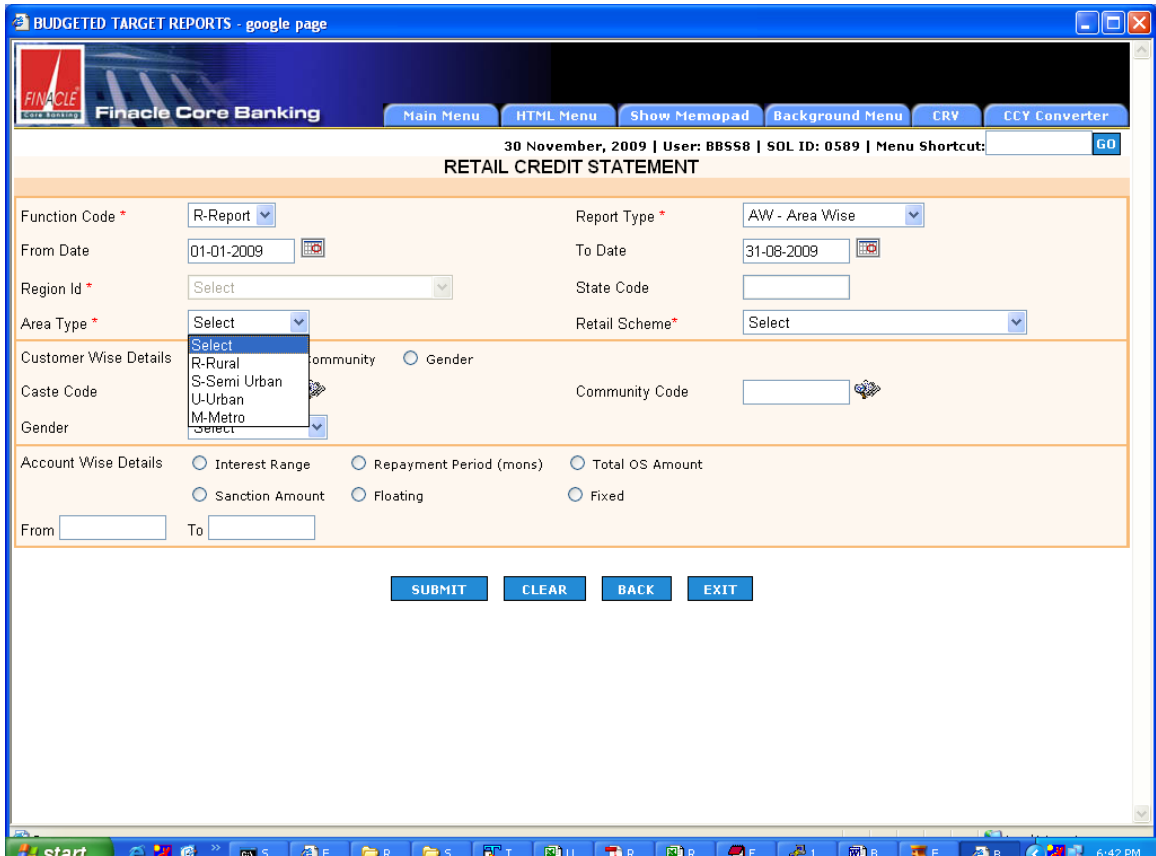 BUDGETED TARGET REPORTS - google page
FINACLE
Core Banking
Finacle Core Banking
Main Menu HTML Menu Show Memopad Background Menu CRV CCY Converter
30 November, 2009 | User: BBSS8 | SOL ID: 0589 | Menu Shortcut: GO
RETAIL CREDIT STATEMENT
Function Code * R-Report Report Type * AW - Area Wise
From Date 01-01-2009 To Date 31-08-2009
Region Id * Select State Code
Area Type * Select Retail Scheme* Select
Select
Customer Wise Details R-Rural Community Gender
S-Semi Urban
Caste Code Community Code
U-Urban
M-Metro
Gender Select
Account Wise Details Interest Range Repayment Period (mons) Total OS Amount
Sanction Amount Floating Fixed
From To
SUBMIT CLEAR BACK EXIT
start S E R S T U R R F 1 B F B 6:42 PM